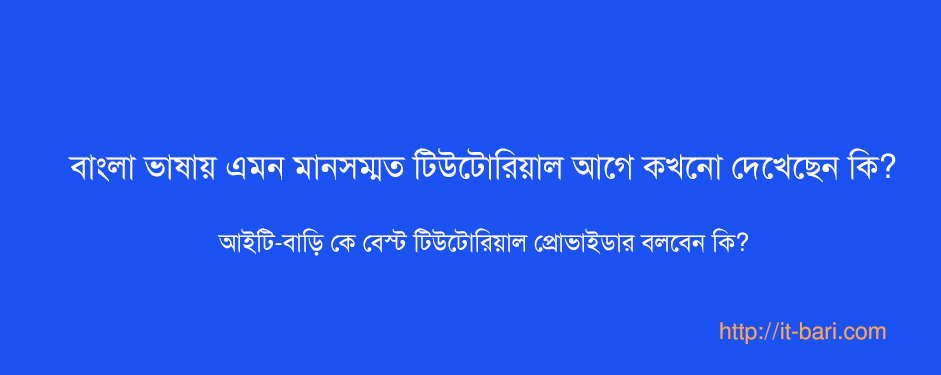 বাংলা ভাষায় এমন মানসম্মত টিউটোরিয়াল আগে কখনো দেখেছেন কি?
আইটি-বাড়ি কে বেস্ট টিউটোরিয়াল প্রোভাইডার বলবেন কি?
http://it-bari.com